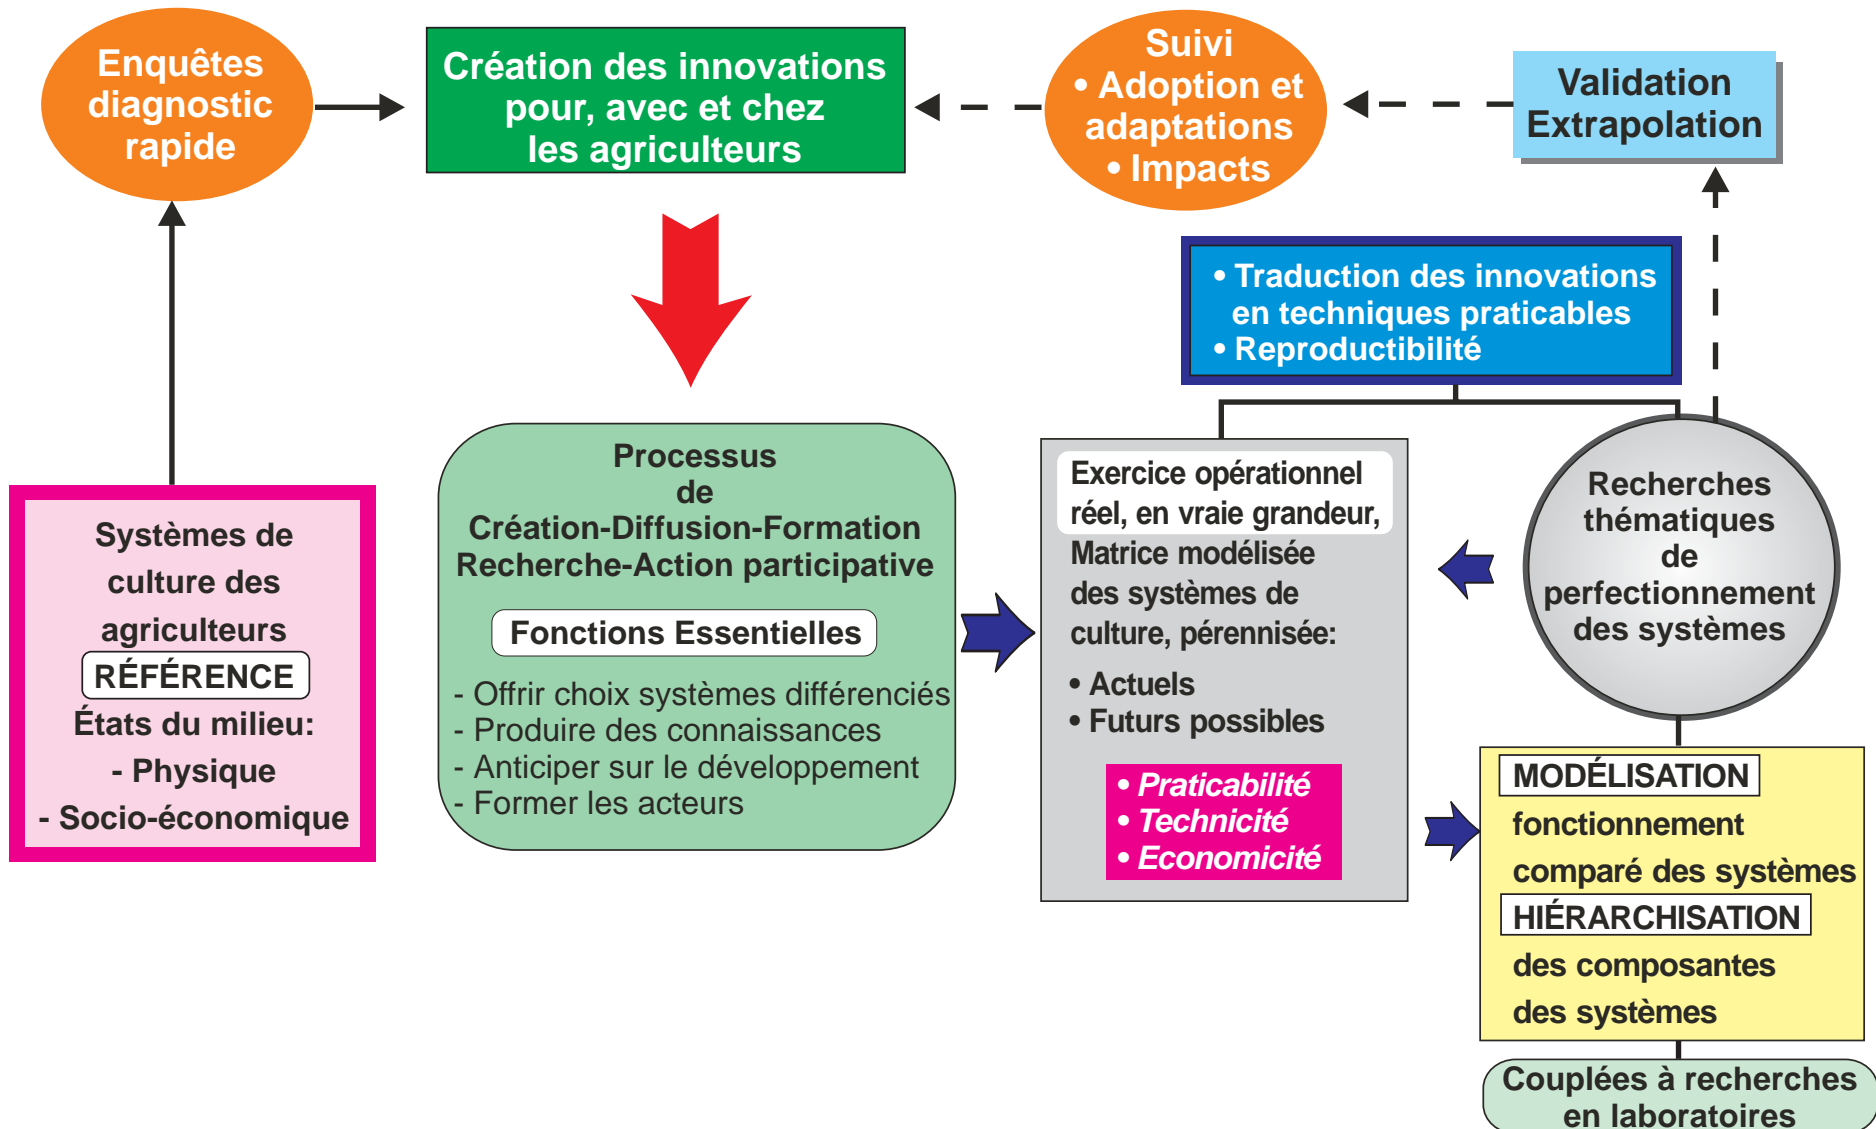 Enquêtes
diagnostic
rapide
Création des innovations
pour, avec et chez
les agriculteurs
Suivi
• Adoption et
adaptations
• Impacts
Validation
Extrapolation
• Traduction des innovations
en techniques praticables
• Reproductibilité
Systèmes de
culture des
agriculteurs
RÉFÉRENCE
États du milieu:
- Physique
- Socio-économique
Processus
de
Création-Diffusion-Formation
Recherche-Action participative
Fonctions Essentielles
- Offrir choix systèmes différenciés
- Produire des connaissances
- Anticiper sur le développement
- Former les acteurs
Exercice opérationnel
réel, en vraie grandeur,
Matrice modélisée
des systèmes de
culture, pérennisée:
• Actuels
• Futurs possibles
• Praticabilité
• Technicité
• Economicité
Recherches
thématiques
de
perfectionnement
des systèmes
MODÉLISATION
fonctionnement
comparé des systèmes
HIÉRARCHISATION
des composantes
des systèmes
Couplées à recherches
en laboratoires